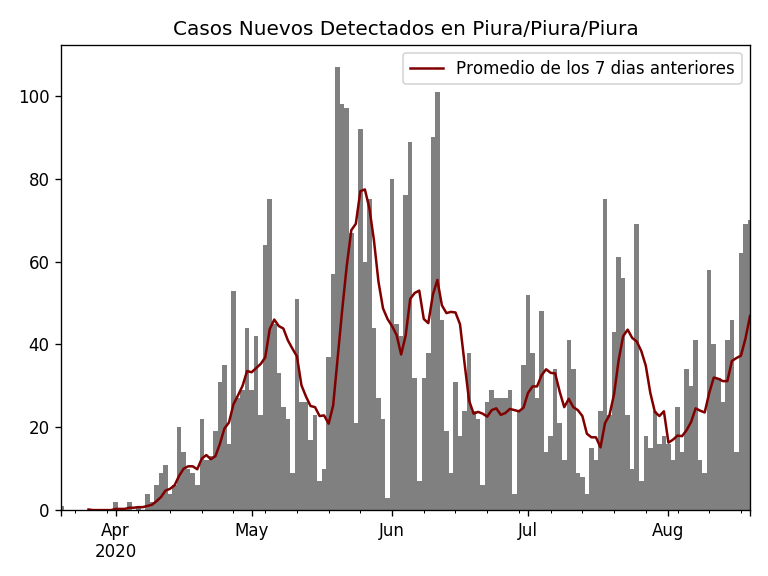 Casos Nuevos Detectados en Piura/Piura/Piura
Promedio de los 7 dias anteriores
100
80
60
40
20
0
Apr May Jun Jul Aug
2020